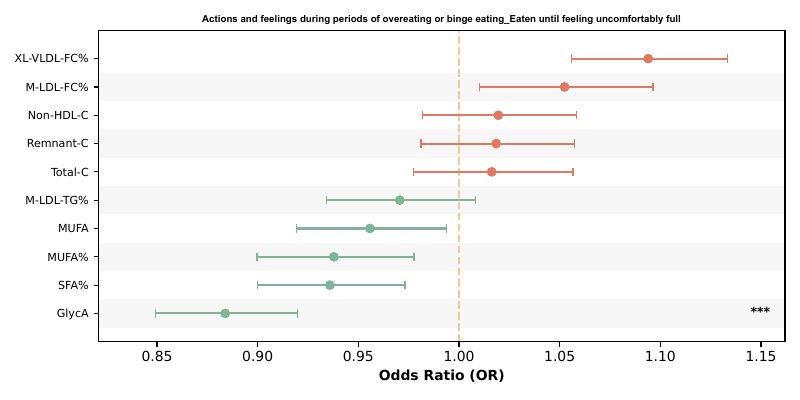 Actions and feelings during periods of overeating or binge eating_Eaten until feeling uncomfortably full
XL-VLDL-FC%
M-LDL-FC%
Non-HDL-C
Remnant-C
Total-C
M-LDL-TG%
MUFA
MUFA%
SFA%
GlycA
***
0.85 0.90 0.95 1.00 1.05 1.10 1.15
Odds Ratio (OR)